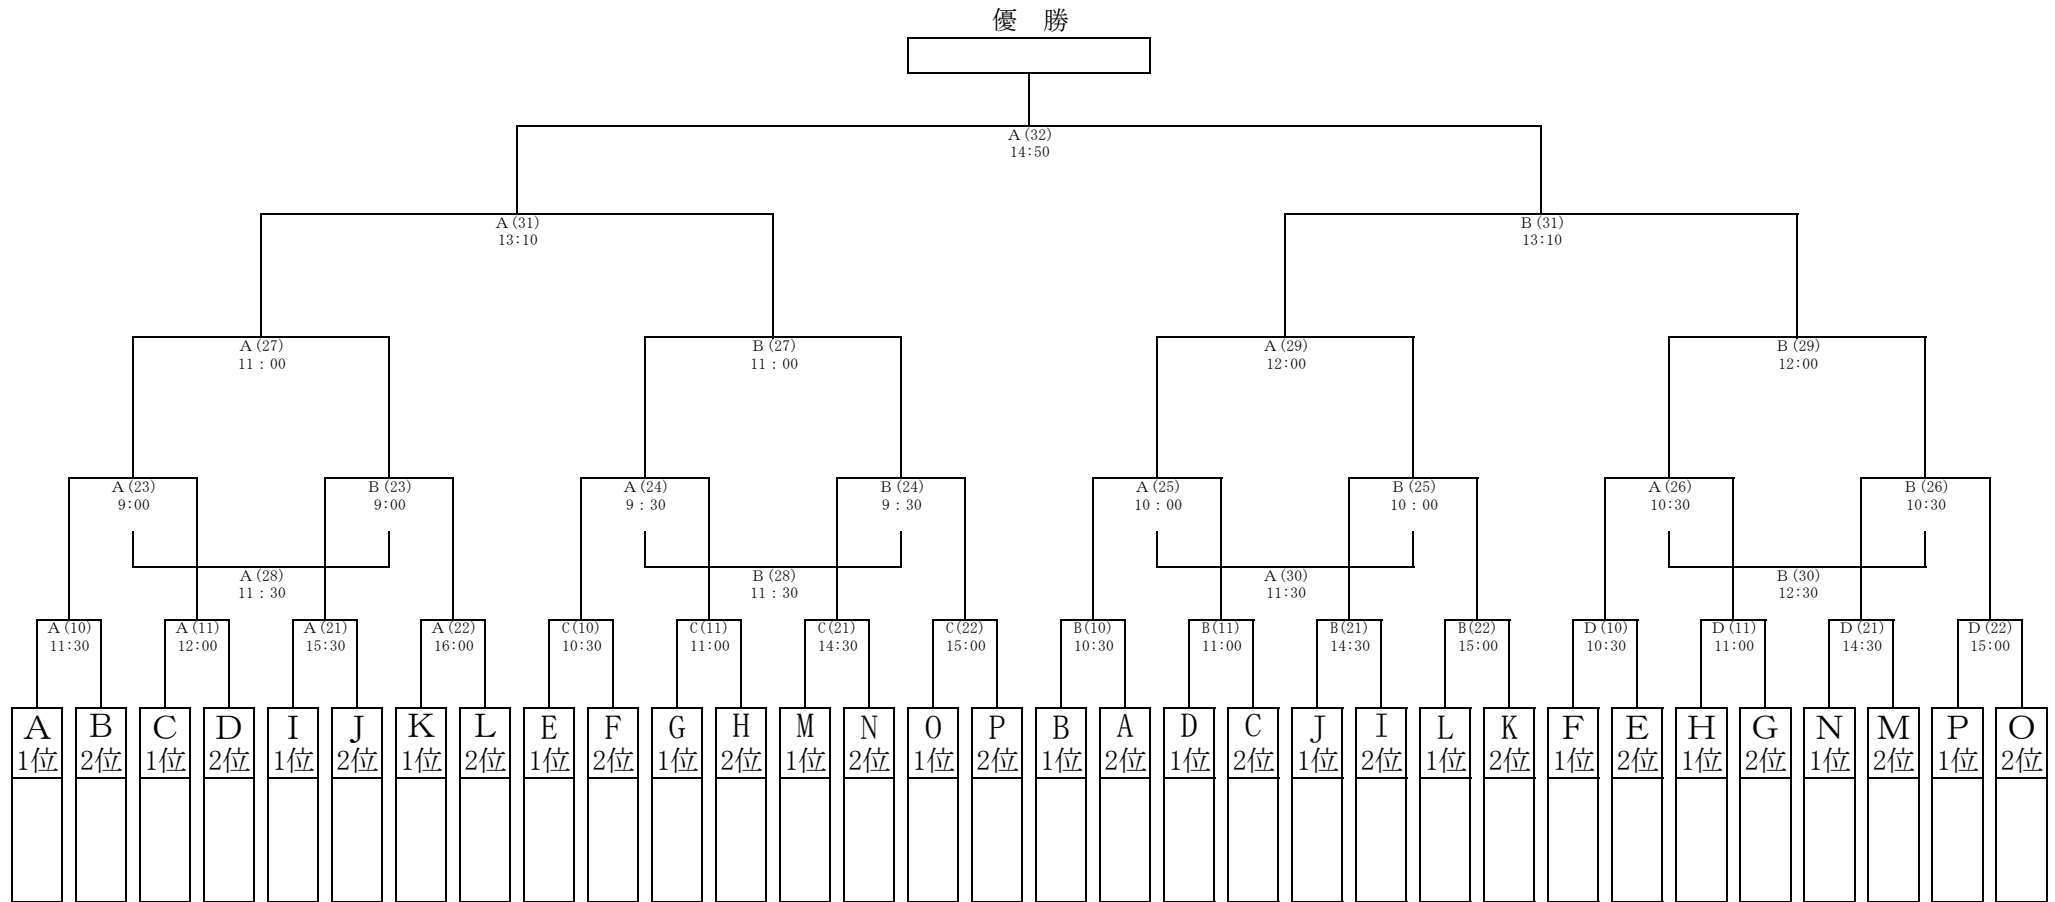 優　勝
A (32)
14:50
A (31)
13:10
B (31)
13:10
A (27)
11：00
B (27)
11：00
A (29)
12:00
B (29)
12:00
A (23)
9:00
B (23)
9:00
A (24)
9：30
B (24)
9：30
A (25)
10：00
B (25)
10：00
A (26)
10:30
B (26)
10:30
A (28)
11：30
B (28)
11：30
A (30)
11:30
B (30)
12:30
A (10)
11:30
A (11)
12:00
A (21)
15:30
A (22)
16:00
C (10)
10:30
C (11)
11:00
C (21)
14:30
C (22)
15:00
B (10)
10:30
B (11)
11:00
B (21)
14:30
B (22)
15:00
D (10)
10:30
D (11)
11:00
D (21)
14:30
D (22)
15:00
A
1位
B
2位
C
1位
D
2位
I
1位
J
2位
K
1位
L
2位
E
1位
F
2位
G
1位
H
2位
M
1位
N
2位
O
1位
P
2位
B
1位
A
2位
D
1位
C
2位
J
1位
I
2位
L
1位
K
2位
F
1位
E
2位
H
1位
G
2位
N
1位
M
2位
P
1位
O
2位